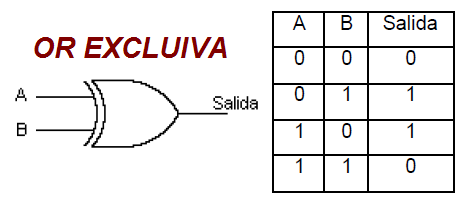 OR EXCLUIVA
A
B
Salida
A B Salida
0 0 0
0 1 1
1 0 1
1 1 0